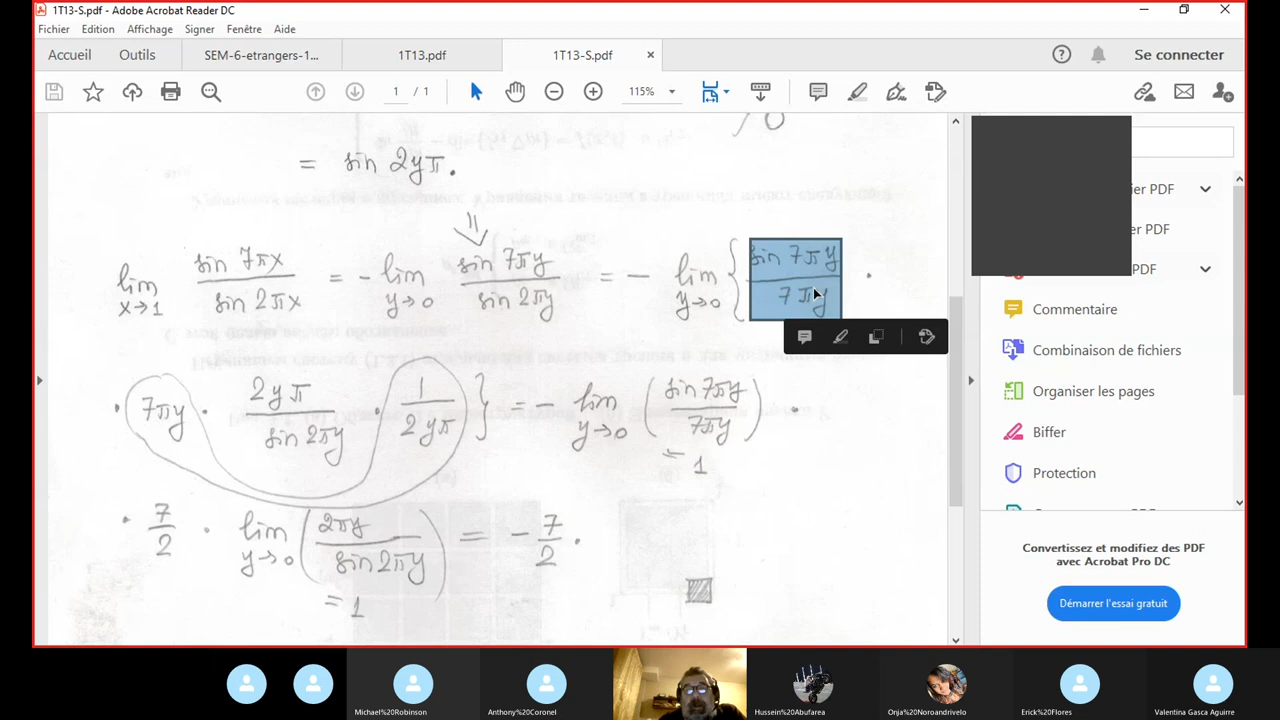 1T13-S.pdf - Adobe Acrobat Reader DC
Fichier Edition Affichage Signer Fenêtre Aide
Accueil Outils SEM-6-etrangers-1... 1T13.pdf 1T13-S.pdf × Se connecter
1 / 1 115%
= sin 2yπ.
lim x→1 sin 7πx / sin 2πx = - lim y→0 sin 7πy / sin 2πy = - lim y→0 { sin 7πy / 7πy ·
· 7πy · 2yπ / sin 2πy · 1 / 2yπ } = - lim y→0 ( sin 7πy / 7πy ) ·
= 1
· 7/2 · lim y→0 ( 2πy / sin 2πy ) = - 7/2 .
= 1
ier PDF
r PDF
PDF
Commentaire
Combinaison de fichiers
Organiser les pages
Biffer
Protection
Convertissez et modifiez des PDF
avec Acrobat Pro DC
Démarrer l'essai gratuit
Michael%20Robinson Anthony%20Coronel Hussein%20Abufarea Onja%20Noroandrivelo Erick%20Flores Valentina Gasca Aguirre